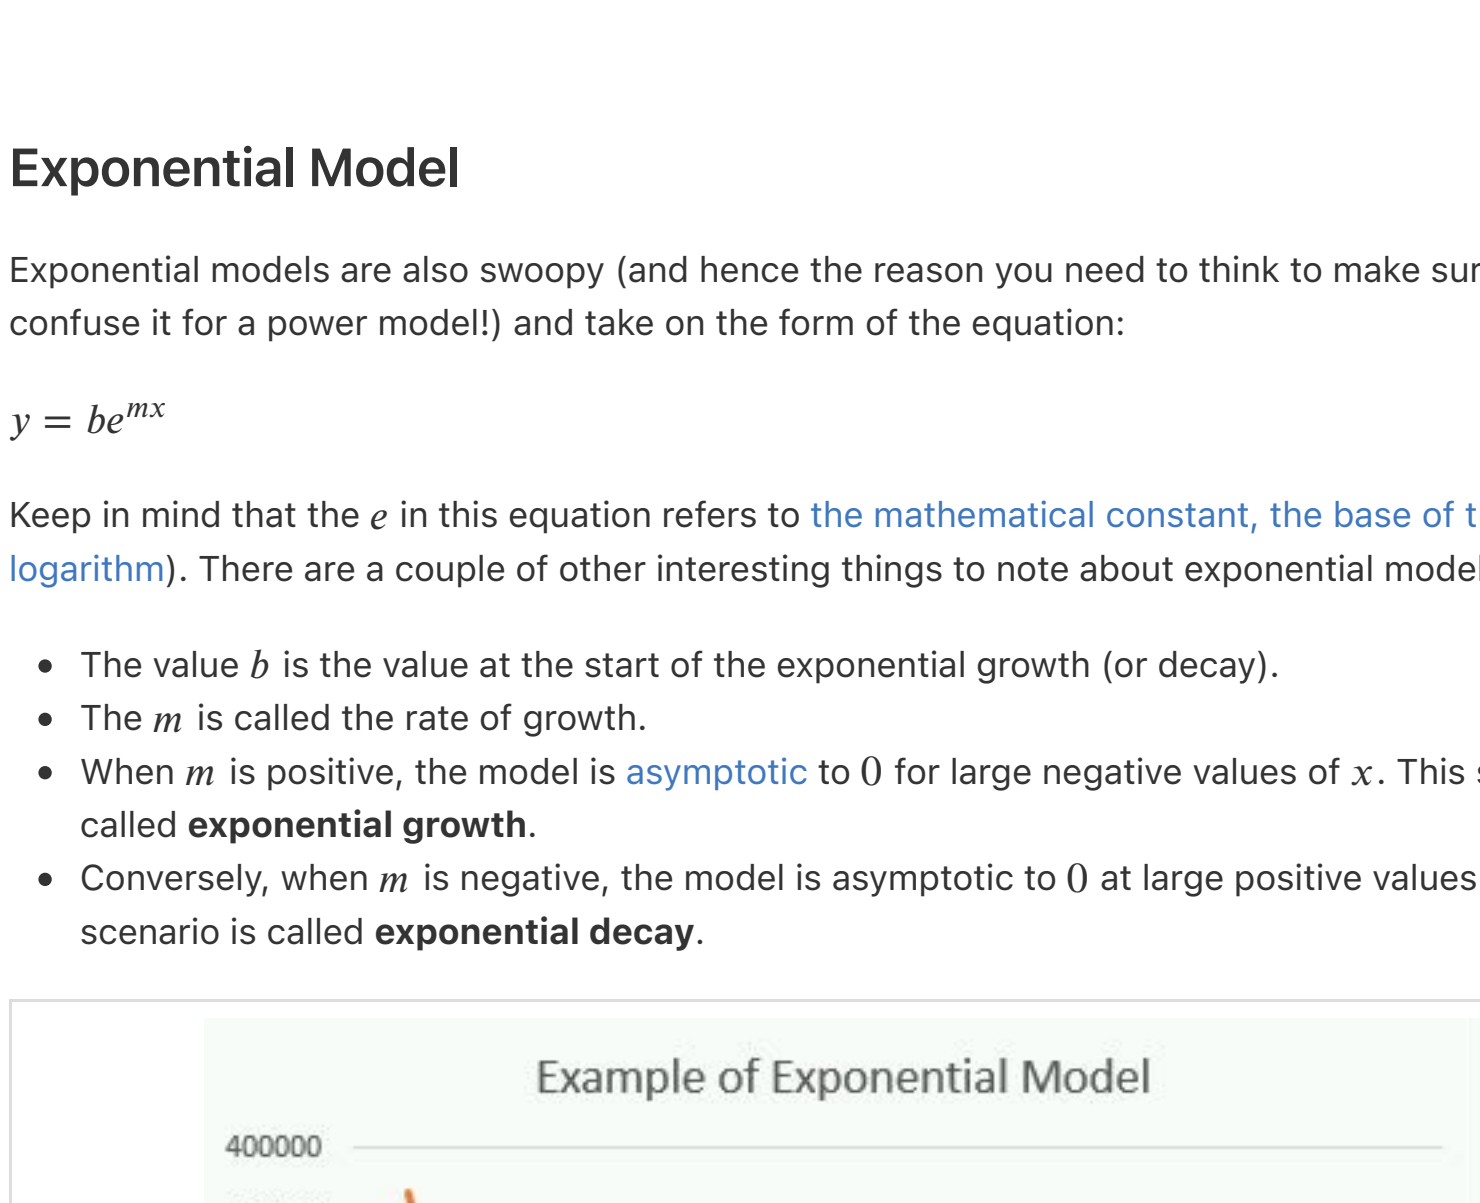 Exponential Model
Exponential models are also swoopy (and hence the reason you need to think to make sur
confuse it for a power model!) and take on the form of the equation:
y = be^{mx}
Keep in mind that the e in this equation refers to the mathematical constant, the base of t
logarithm). There are a couple of other interesting things to note about exponential model
• The value b is the value at the start of the exponential growth (or decay).
• The m is called the rate of growth.
• When m is positive, the model is asymptotic to 0 for large negative values of x. This s
called exponential growth.
• Conversely, when m is negative, the model is asymptotic to 0 at large positive values
scenario is called exponential decay.
Example of Exponential Model
400000